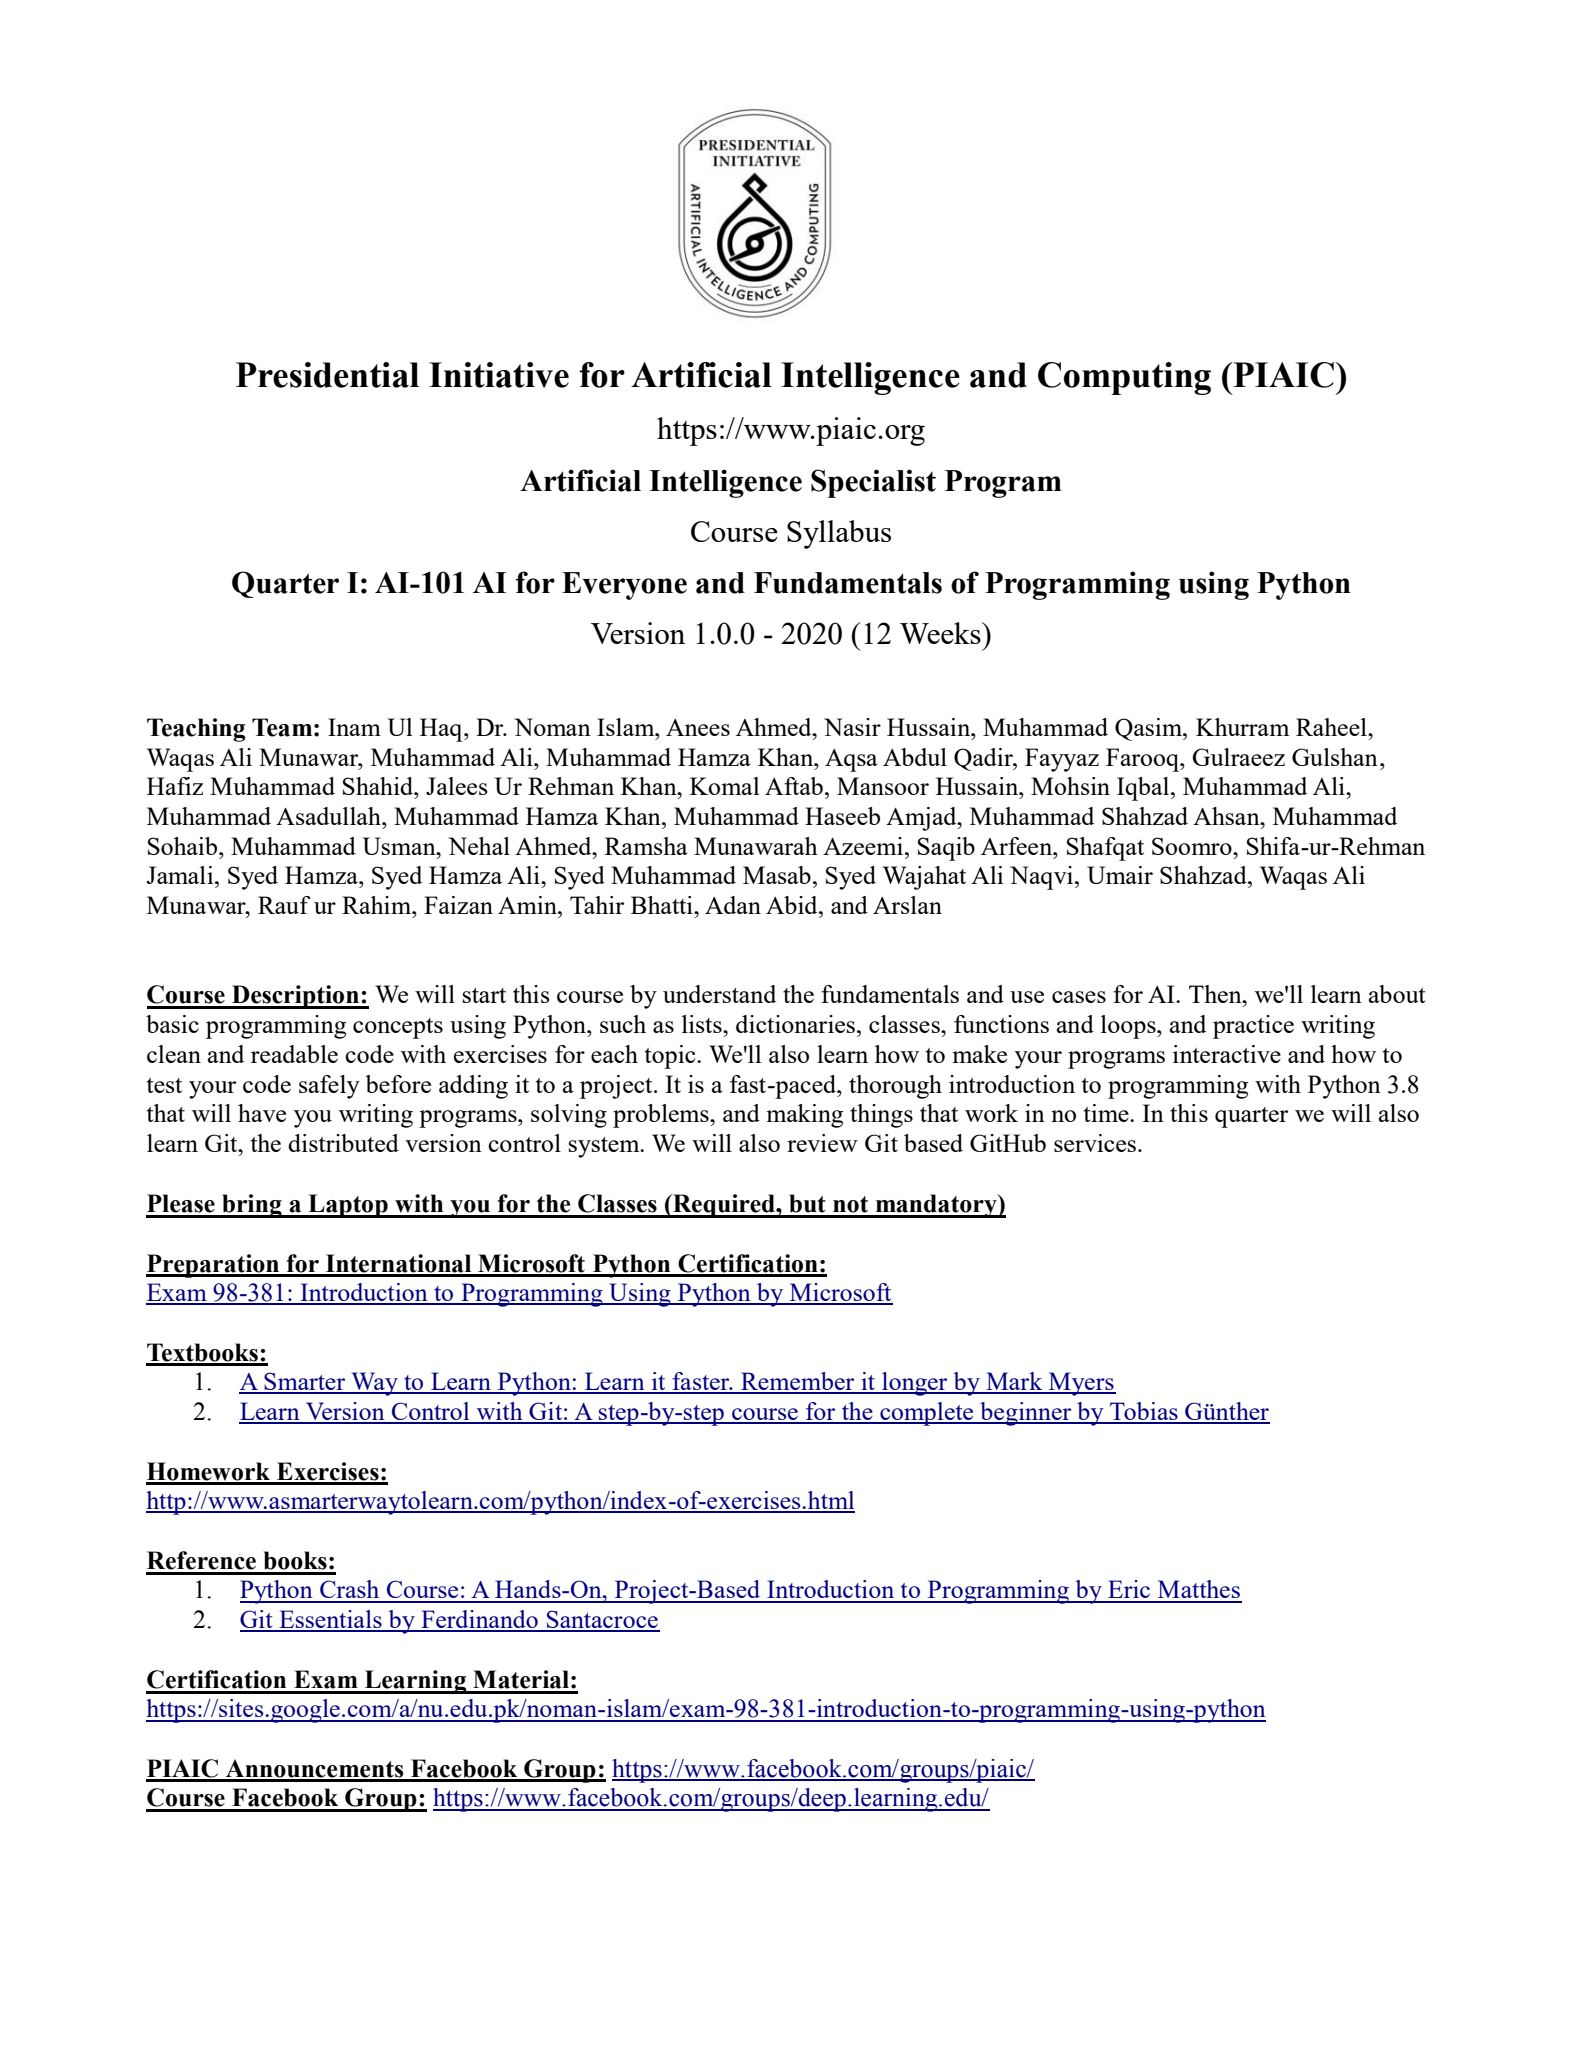 PRESIDENTIAL
INITIATIVE
ARTIFICIAL INTELLIGENCE AND COMPUTING
Presidential Initiative for Artificial Intelligence and Computing (PIAIC)
https://www.piaic.org
Artificial Intelligence Specialist Program
Course Syllabus
Quarter I: AI-101 AI for Everyone and Fundamentals of Programming using Python
Version 1.0.0 - 2020 (12 Weeks)
Teaching Team: Inam Ul Haq, Dr. Noman Islam, Anees Ahmed, Nasir Hussain, Muhammad Qasim, Khurram Raheel,
Waqas Ali Munawar, Muhammad Ali, Muhammad Hamza Khan, Aqsa Abdul Qadir, Fayyaz Farooq, Gulraeez Gulshan,
Hafiz Muhammad Shahid, Jalees Ur Rehman Khan, Komal Aftab, Mansoor Hussain, Mohsin Iqbal, Muhammad Ali,
Muhammad Asadullah, Muhammad Hamza Khan, Muhammad Haseeb Amjad, Muhammad Shahzad Ahsan, Muhammad
Sohaib, Muhammad Usman, Nehal Ahmed, Ramsha Munawarah Azeemi, Saqib Arfeen, Shafqat Soomro, Shifa-ur-Rehman
Jamali, Syed Hamza, Syed Hamza Ali, Syed Muhammad Masab, Syed Wajahat Ali Naqvi, Umair Shahzad, Waqas Ali
Munawar, Rauf ur Rahim, Faizan Amin, Tahir Bhatti, Adan Abid, and Arslan
Course Description: We will start this course by understand the fundamentals and use cases for AI. Then, we'll learn about
basic programming concepts using Python, such as lists, dictionaries, classes, functions and loops, and practice writing
clean and readable code with exercises for each topic. We'll also learn how to make your programs interactive and how to
test your code safely before adding it to a project. It is a fast-paced, thorough introduction to programming with Python 3.8
that will have you writing programs, solving problems, and making things that work in no time. In this quarter we will also
learn Git, the distributed version control system. We will also review Git based GitHub services.
Please bring a Laptop with you for the Classes (Required, but not mandatory)
Preparation for International Microsoft Python Certification:
Exam 98-381: Introduction to Programming Using Python by Microsoft
Textbooks:
1. A Smarter Way to Learn Python: Learn it faster. Remember it longer by Mark Myers
2. Learn Version Control with Git: A step-by-step course for the complete beginner by Tobias Günther
Homework Exercises:
http://www.asmarterwaytolearn.com/python/index-of-exercises.html
Reference books:
1. Python Crash Course: A Hands-On, Project-Based Introduction to Programming by Eric Matthes
2. Git Essentials by Ferdinando Santacroce
Certification Exam Learning Material:
https://sites.google.com/a/nu.edu.pk/noman-islam/exam-98-381-introduction-to-programming-using-python
PIAIC Announcements Facebook Group: https://www.facebook.com/groups/piaic/
Course Facebook Group: https://www.facebook.com/groups/deep.learning.edu/